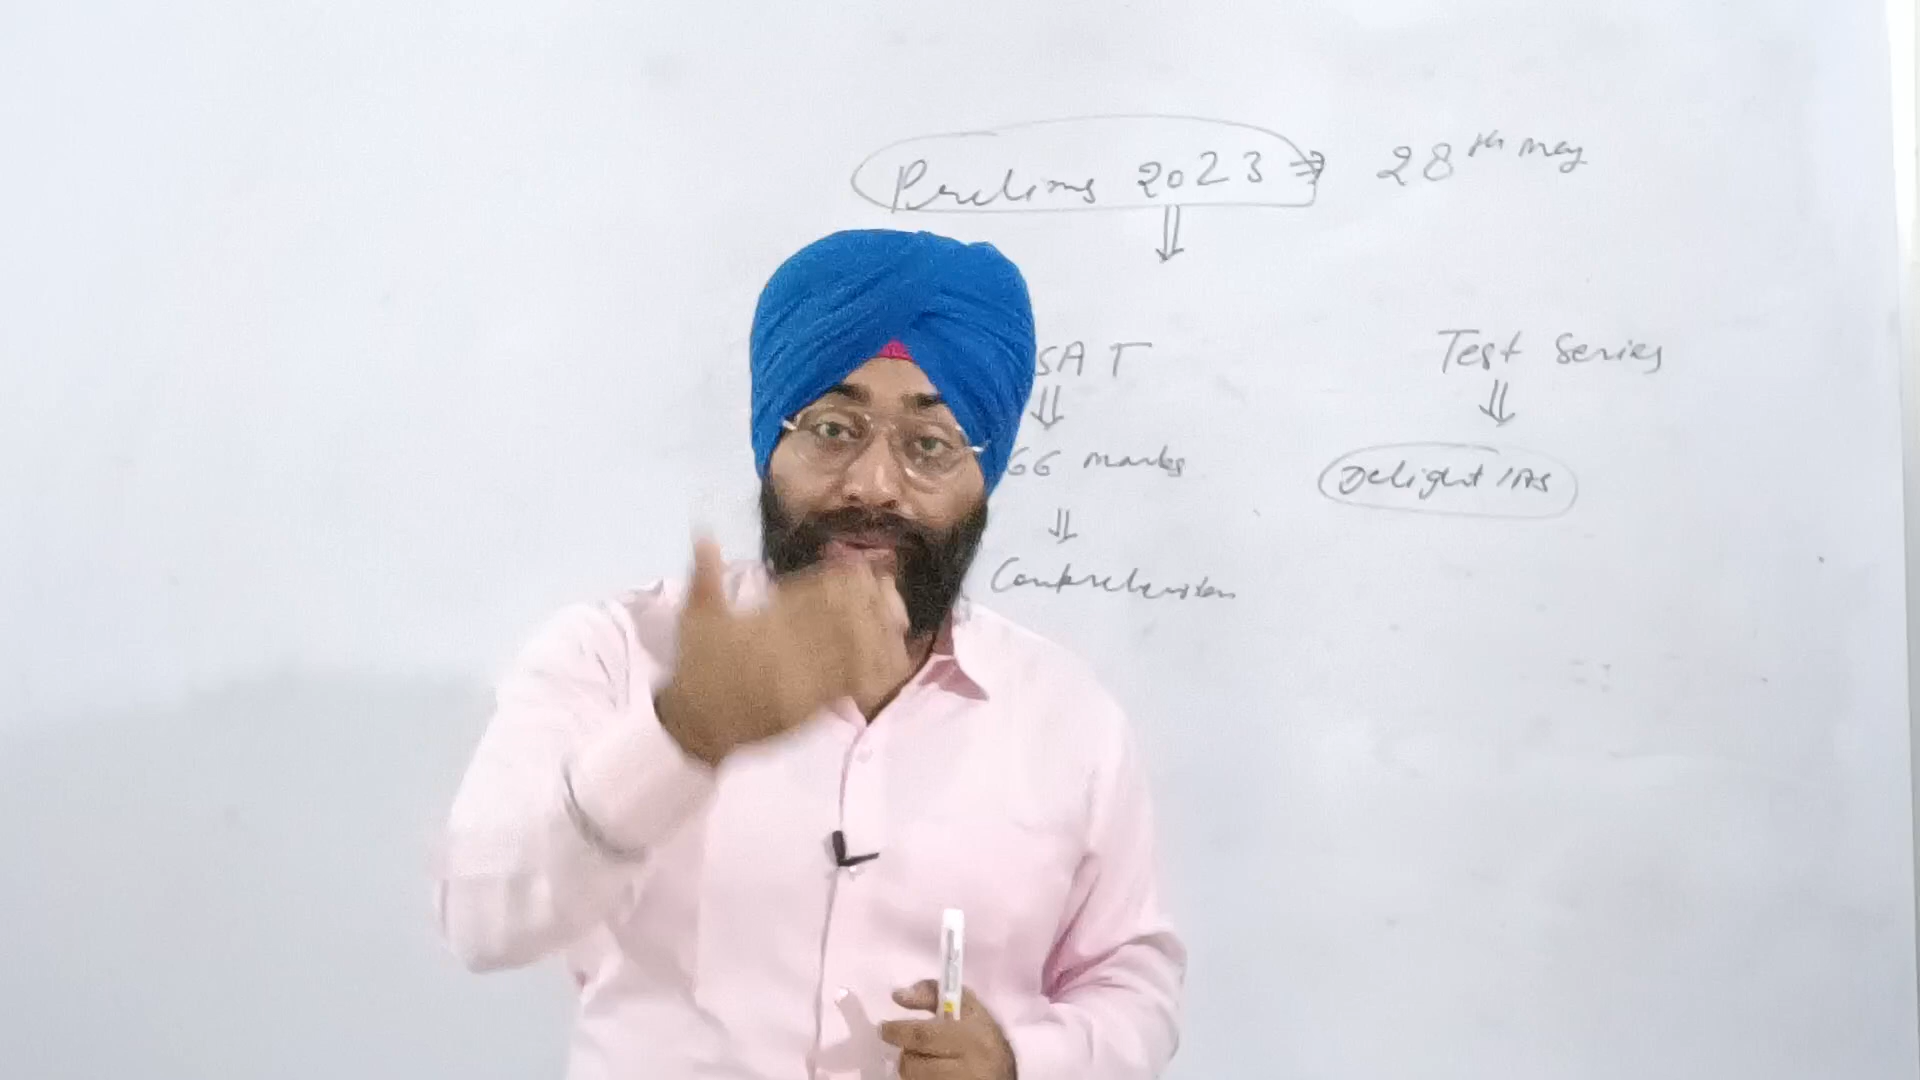 Prelims 2023 ⇒ 28th May
SAT
Test Series
66 marks
Delight IAS
Comprehension